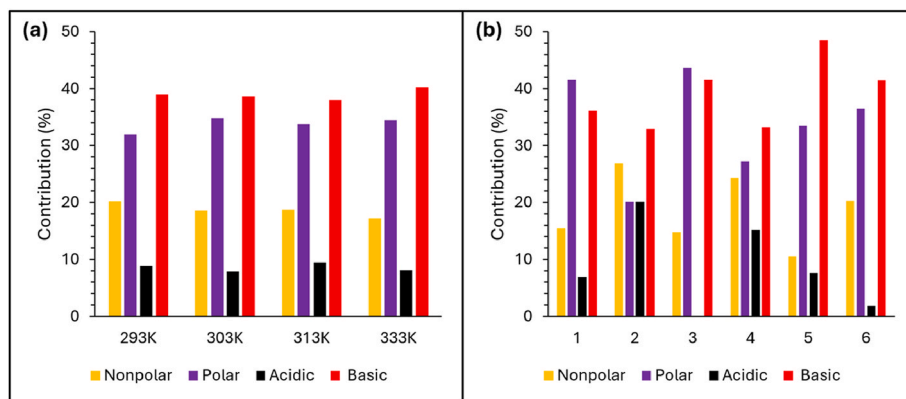 (a)
Contribution (%)
50
40
30
20
10
0
293K 303K 313K 333K
Nonpolar Polar Acidic Basic
(b)
Contribution (%)
50
40
30
20
10
0
1 2 3 4 5 6
Nonpolar Polar Acidic Basic